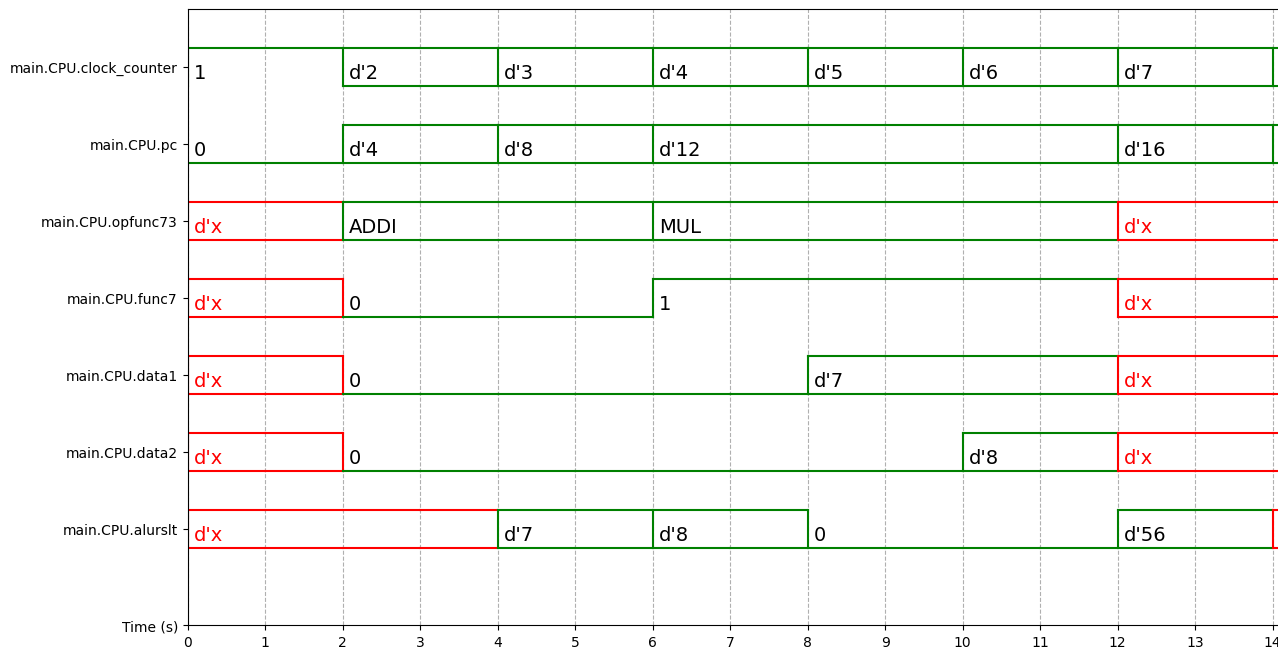 main.CPU.clock_counter 1 d'2 d'3 d'4 d'5 d'6 d'7
main.CPU.pc 0 d'4 d'8 d'12 d'16
main.CPU.opfunc73 d'x ADDI MUL d'x
main.CPU.func7 d'x 0 1 d'x
main.CPU.data1 d'x 0 d'7 d'x
main.CPU.data2 d'x 0 d'8 d'x
main.CPU.alurslt d'x d'7 d'8 0 d'56
Time (s)
0 1 2 3 4 5 6 7 8 9 10 11 12 13 14